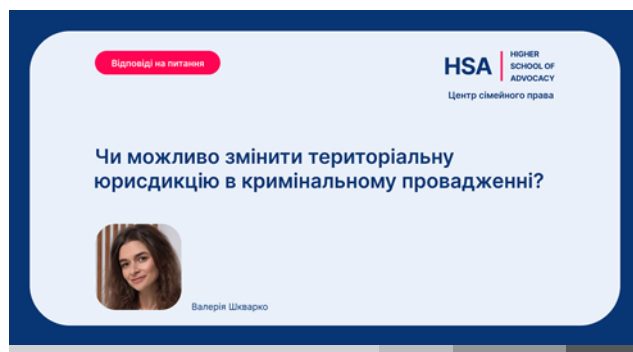 Відповіді на питання
HSA
HIGHER
SCHOOL OF
ADVOCACY
Центр сімейного права
Чи можливо змінити територіальну
юрисдикцію в кримінальному провадженні?
Валерія Шкварко